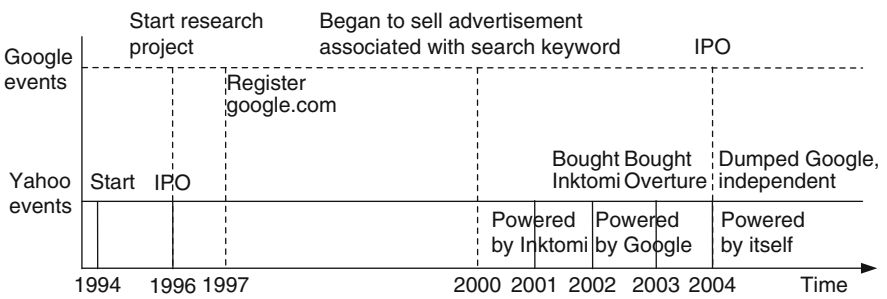 Start research
project
Began to sell advertisement
associated with search keyword
IPO
Google
events
Register
google.com
Yahoo
events
Start
IPO
Bought
Inktomi
Bought
Overture
Dumped Google,
independent
Powered
by Inktomi
Powered
by Google
Powered
by itself
1994 1996 1997 2000 2001 2002 2003 2004 Time